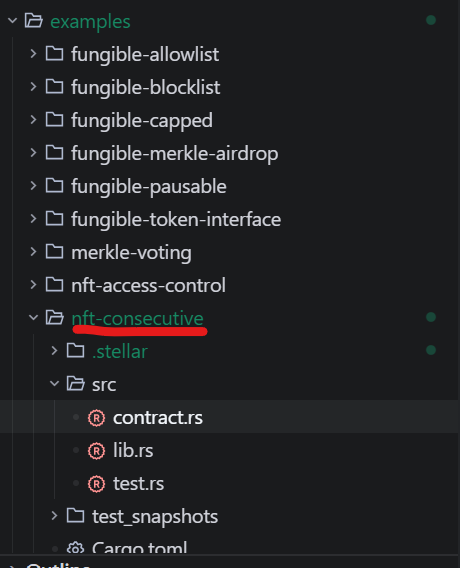 examples
fungible-allowlist
fungible-blocklist
fungible-capped
fungible-merkle-airdrop
fungible-pausable
fungible-token-interface
merkle-voting
nft-access-control
nft-consecutive
.stellar
src
contract.rs
lib.rs
test.rs
test_snapshots
Cargo.toml
Outline